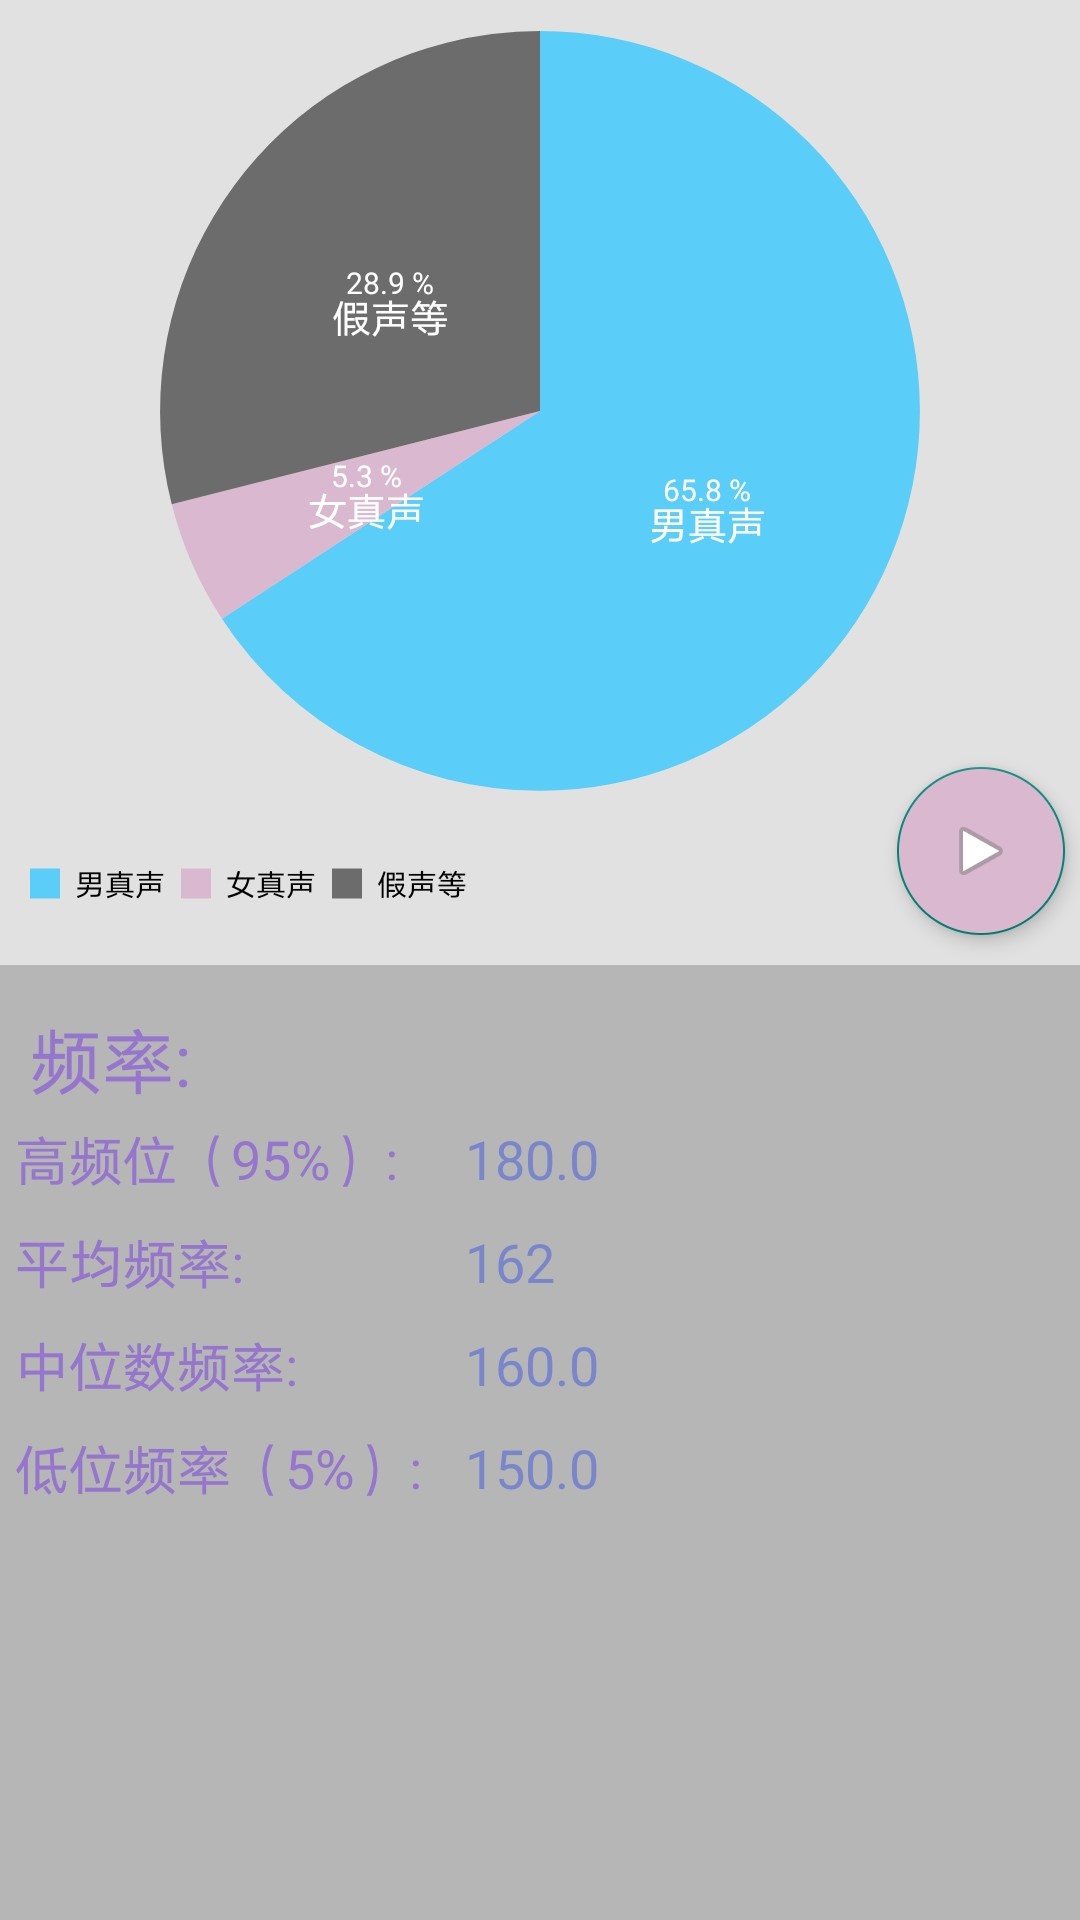 28.9 %
假声等
5.3 %
女真声
65.8 %
男真声
男真声 女真声 假声等
频率:
高频位（95%）: 180.0
平均频率: 162
中位数频率: 160.0
低位频率（5%）: 150.0